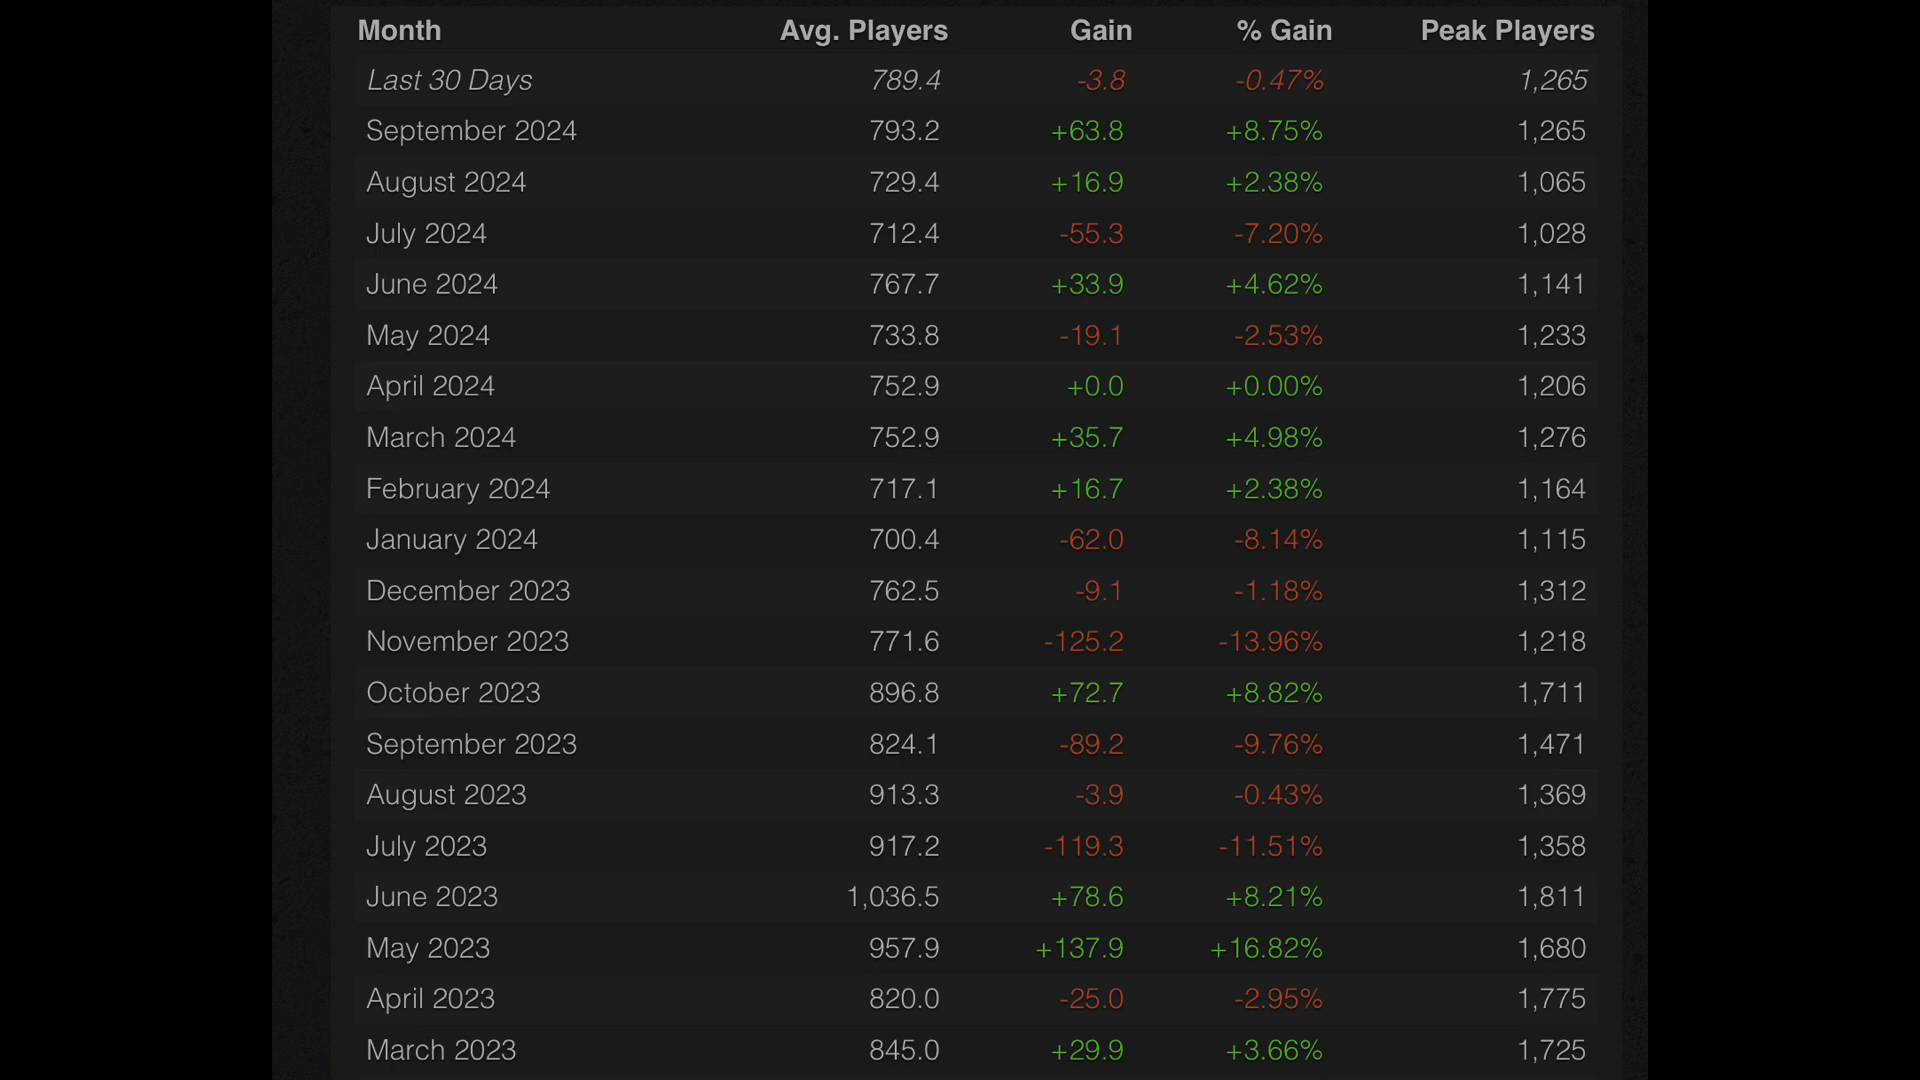 Month Avg. Players Gain % Gain Peak Players
Last 30 Days 789.4 -3.8 -0.47% 1,265
September 2024 793.2 +63.8 +8.75% 1,265
August 2024 729.4 +16.9 +2.38% 1,065
July 2024 712.4 -55.3 -7.20% 1,028
June 2024 767.7 +33.9 +4.62% 1,141
May 2024 733.8 -19.1 -2.53% 1,233
April 2024 752.9 +0.0 +0.00% 1,206
March 2024 752.9 +35.7 +4.98% 1,276
February 2024 717.1 +16.7 +2.38% 1,164
January 2024 700.4 -62.0 -8.14% 1,115
December 2023 762.5 -9.1 -1.18% 1,312
November 2023 771.6 -125.2 -13.96% 1,218
October 2023 896.8 +72.7 +8.82% 1,711
September 2023 824.1 -89.2 -9.76% 1,471
August 2023 913.3 -3.9 -0.43% 1,369
July 2023 917.2 -119.3 -11.51% 1,358
June 2023 1,036.5 +78.6 +8.21% 1,811
May 2023 957.9 +137.9 +16.82% 1,680
April 2023 820.0 -25.0 -2.95% 1,775
March 2023 845.0 +29.9 +3.66% 1,725